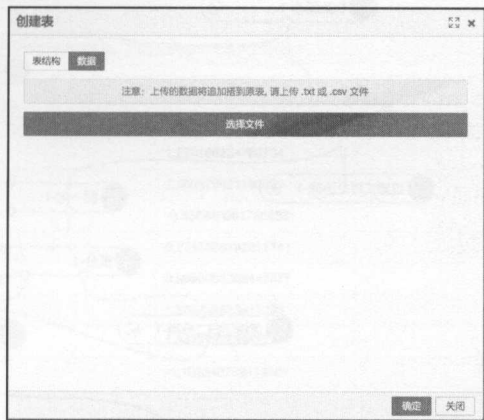 创建表
表结构 数据
注意：上传的数据将追加搭到原表, 请上传 .txt 或 .csv 文件
选择文件
确定 关闭